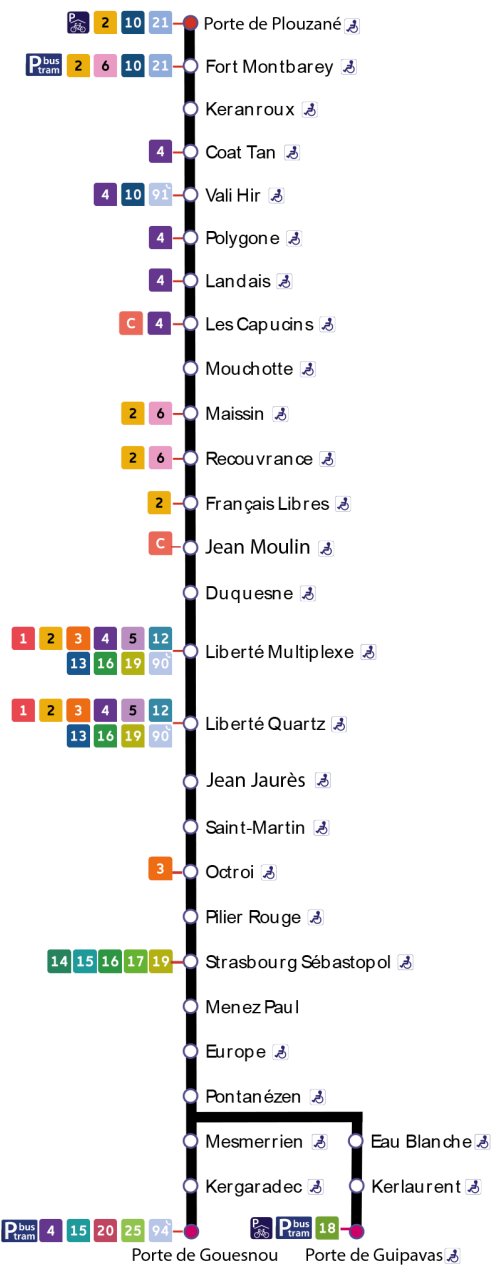 P 2 10 21 Porte de Plouzané
P bus tram 2 6 10 21 Fort Montbarey
Keranroux
4 Coat Tan
4 10 91 Vali Hir
4 Polygone
4 Landais
C 4 Les Capucins
Mouchotte
2 6 Maissin
2 6 Recouvrance
2 Français Libres
C Jean Moulin
Duquesne
1 2 3 4 5 12
13 16 19 90 Liberté Multiplexe
1 2 3 4 5 12
13 16 19 90 Liberté Quartz
Jean Jaurès
Saint-Martin
3 Octroi
Pilier Rouge
14 15 16 17 19 Strasbourg Sébastopol
Menez Paul
Europe
Pontanézen
Mesmerrien Eau Blanche
Kergaradec Kerlaurent
P bus tram 4 15 20 25 94 P P bus tram 18
Porte de Gouesnou Porte de Guipavas